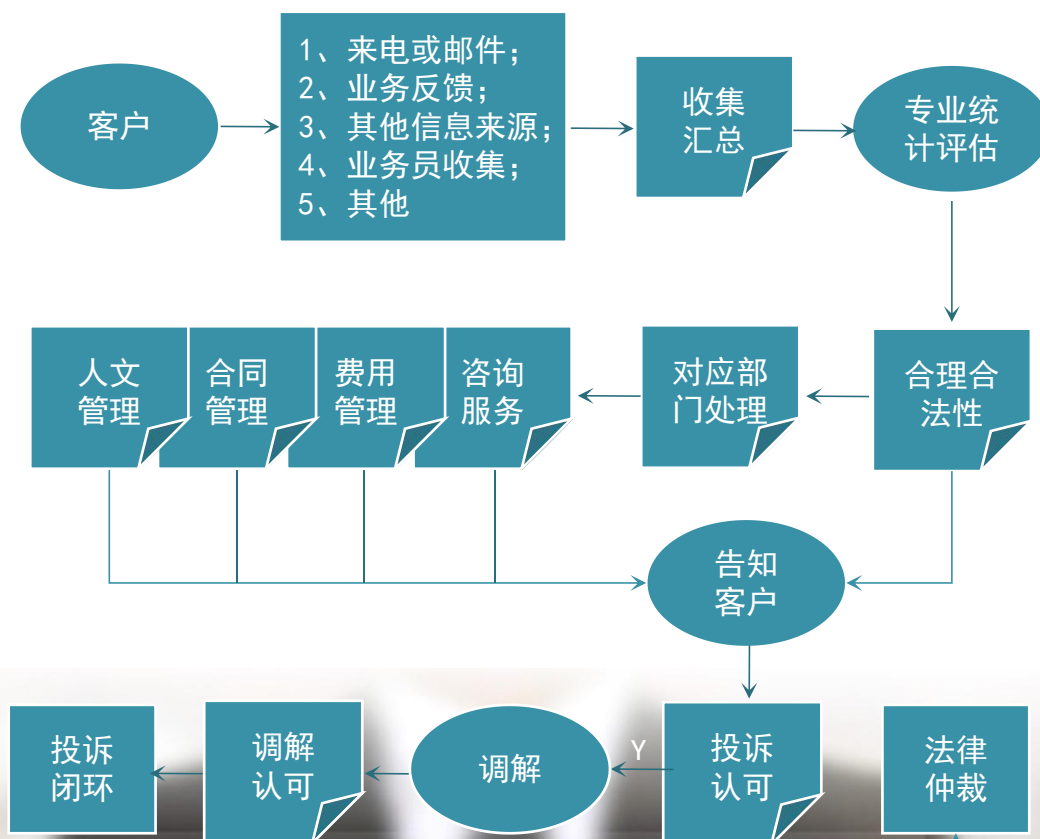 客户
1、来电或邮件;
2、业务反馈;
3、其他信息来源;
4、业务员收集;
5、其他
收集
汇总
专业统
计评估
人文
管理
合同
管理
费用
管理
咨询
服务
对应部
门处理
合理合
法性
告知
客户
投诉
闭环
调解
认可
调解
Y
投诉
认可
法律
仲裁